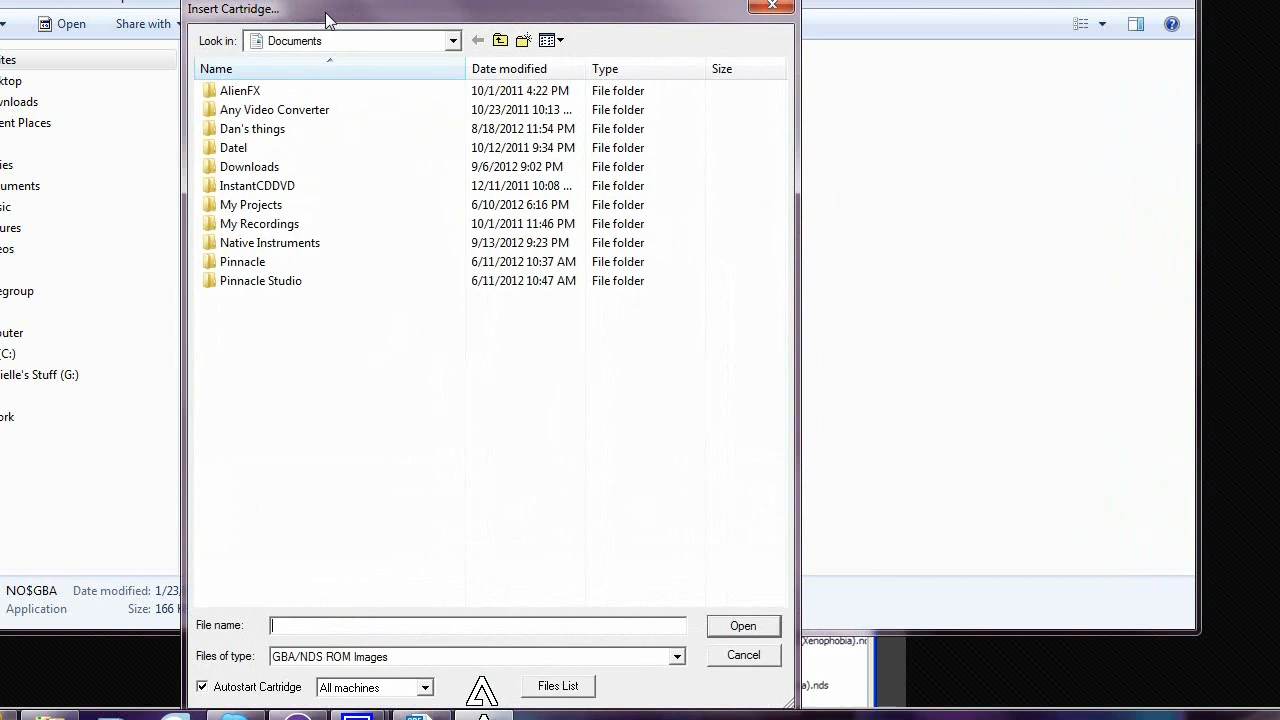 Insert Cartridge...
Open
Share with
Look in:
Documents
Name
Date modified
Type
Size
AlienFX
10/1/2011 4:22 PM
File folder
Any Video Converter
10/23/2011 10:13 ...
File folder
Dan's things
8/18/2012 11:54 PM
File folder
Datel
10/12/2011 9:34 PM
File folder
Downloads
9/6/2012 9:02 PM
File folder
InstantCDDVD
12/11/2011 10:08 ...
File folder
My Projects
6/10/2012 6:16 PM
File folder
My Recordings
10/1/2011 11:46 PM
File folder
Native Instruments
9/13/2012 9:23 PM
File folder
Pinnacle
6/11/2012 10:37 AM
File folder
Pinnacle Studio
6/11/2012 10:47 AM
File folder
ites
ktop
wnloads
ent Places
ies
uments
sic
ures
eos
egroup
puter
(C:)
ielle's Stuff (G:)
ork
NO$GBA
Date modified: 1/23
Application
Size: 166
File name:
Open
Files of type:
GBA/NDS ROM Images
Cancel
Autostart Cartridge
All machines
Files List
(Xenophobia).n
a).nds